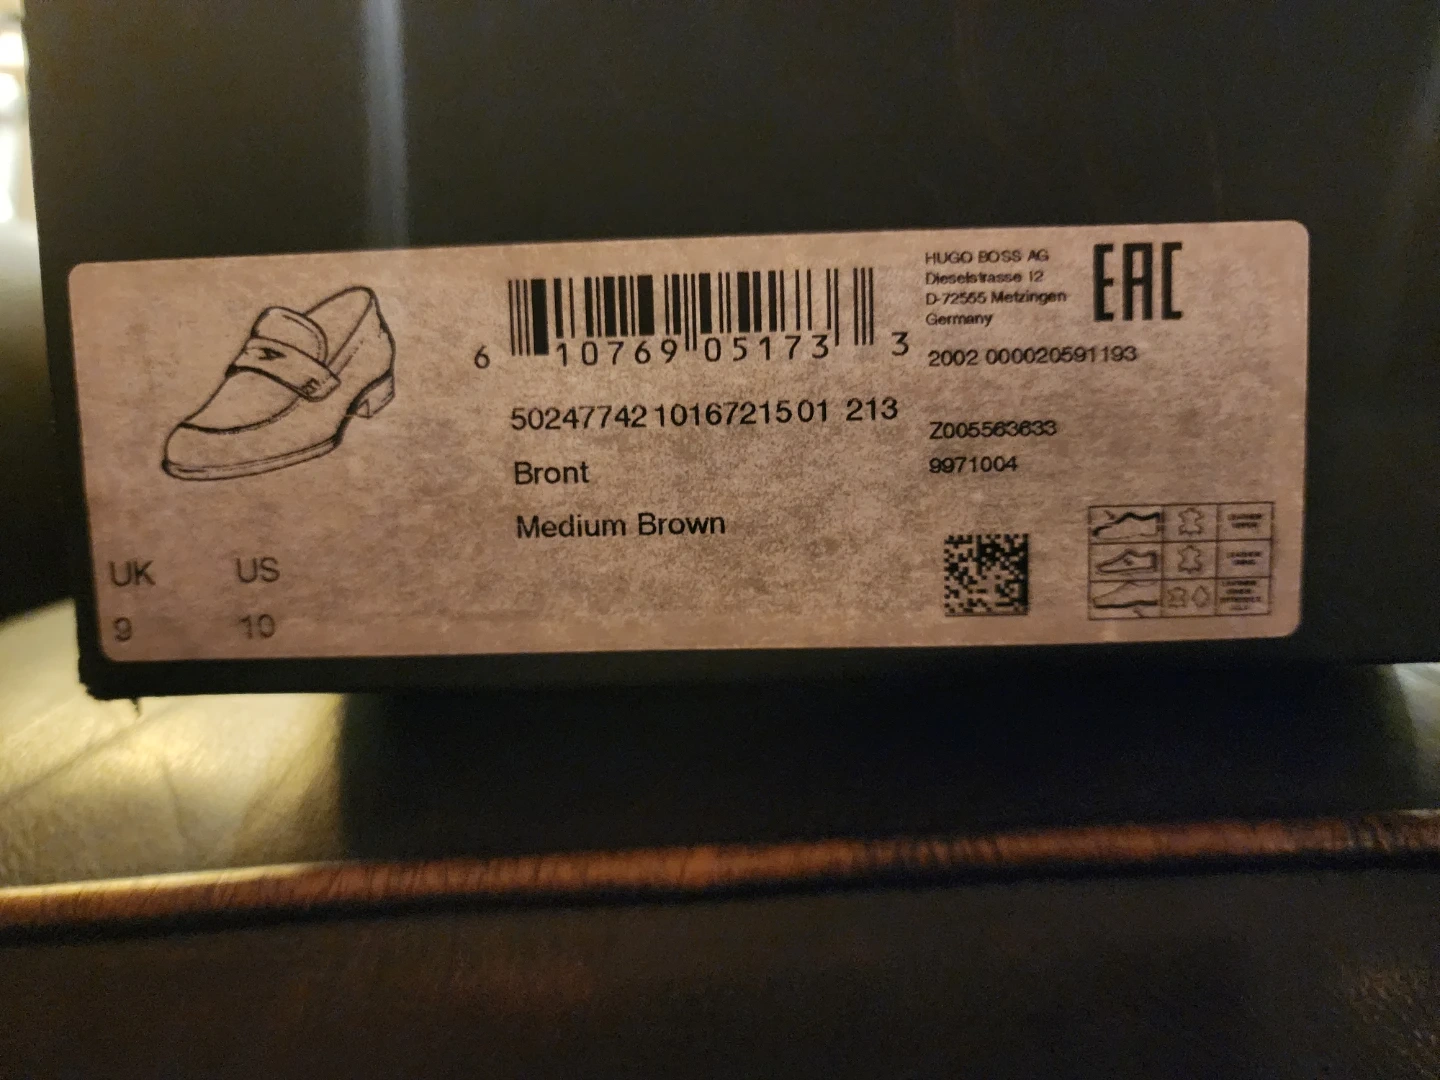 6 10769 05173 3
50247742 10167215 01 213
Bront
Medium Brown
UK US
9 10
HUGO BOSS AG
Dieselstrasse 12
D-72555 Metzingen
Germany
EAC
2002 000020591193
Z005563633
9971004